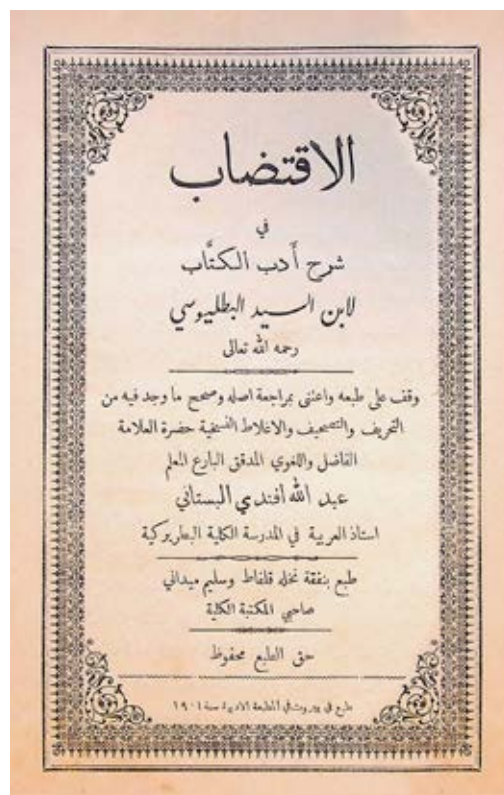 الاقتضاب
في
شرح أدب الكتَّاب
لابن السيد البطليوسي
رحمه الله تعالى
وقف على طبعه واعتنى بمراجعة اصله وصحح ما وجد فيه من
التحريف والتصحيف والاغلاط النسخية حضرة العلامة
الفاضل واللغوي المدقق البارع المعلم
عبد الله أفندي البستاني
استاذ العربية في المدرسة الكلية البطريركية
طبع بنفقة نخله قلفاط وسليم ميداني
صاحبي المكتبة الكلية
حق الطبع محفوظ
طبع في بيروت في المطبعة الادبية سنة ١٩٠١